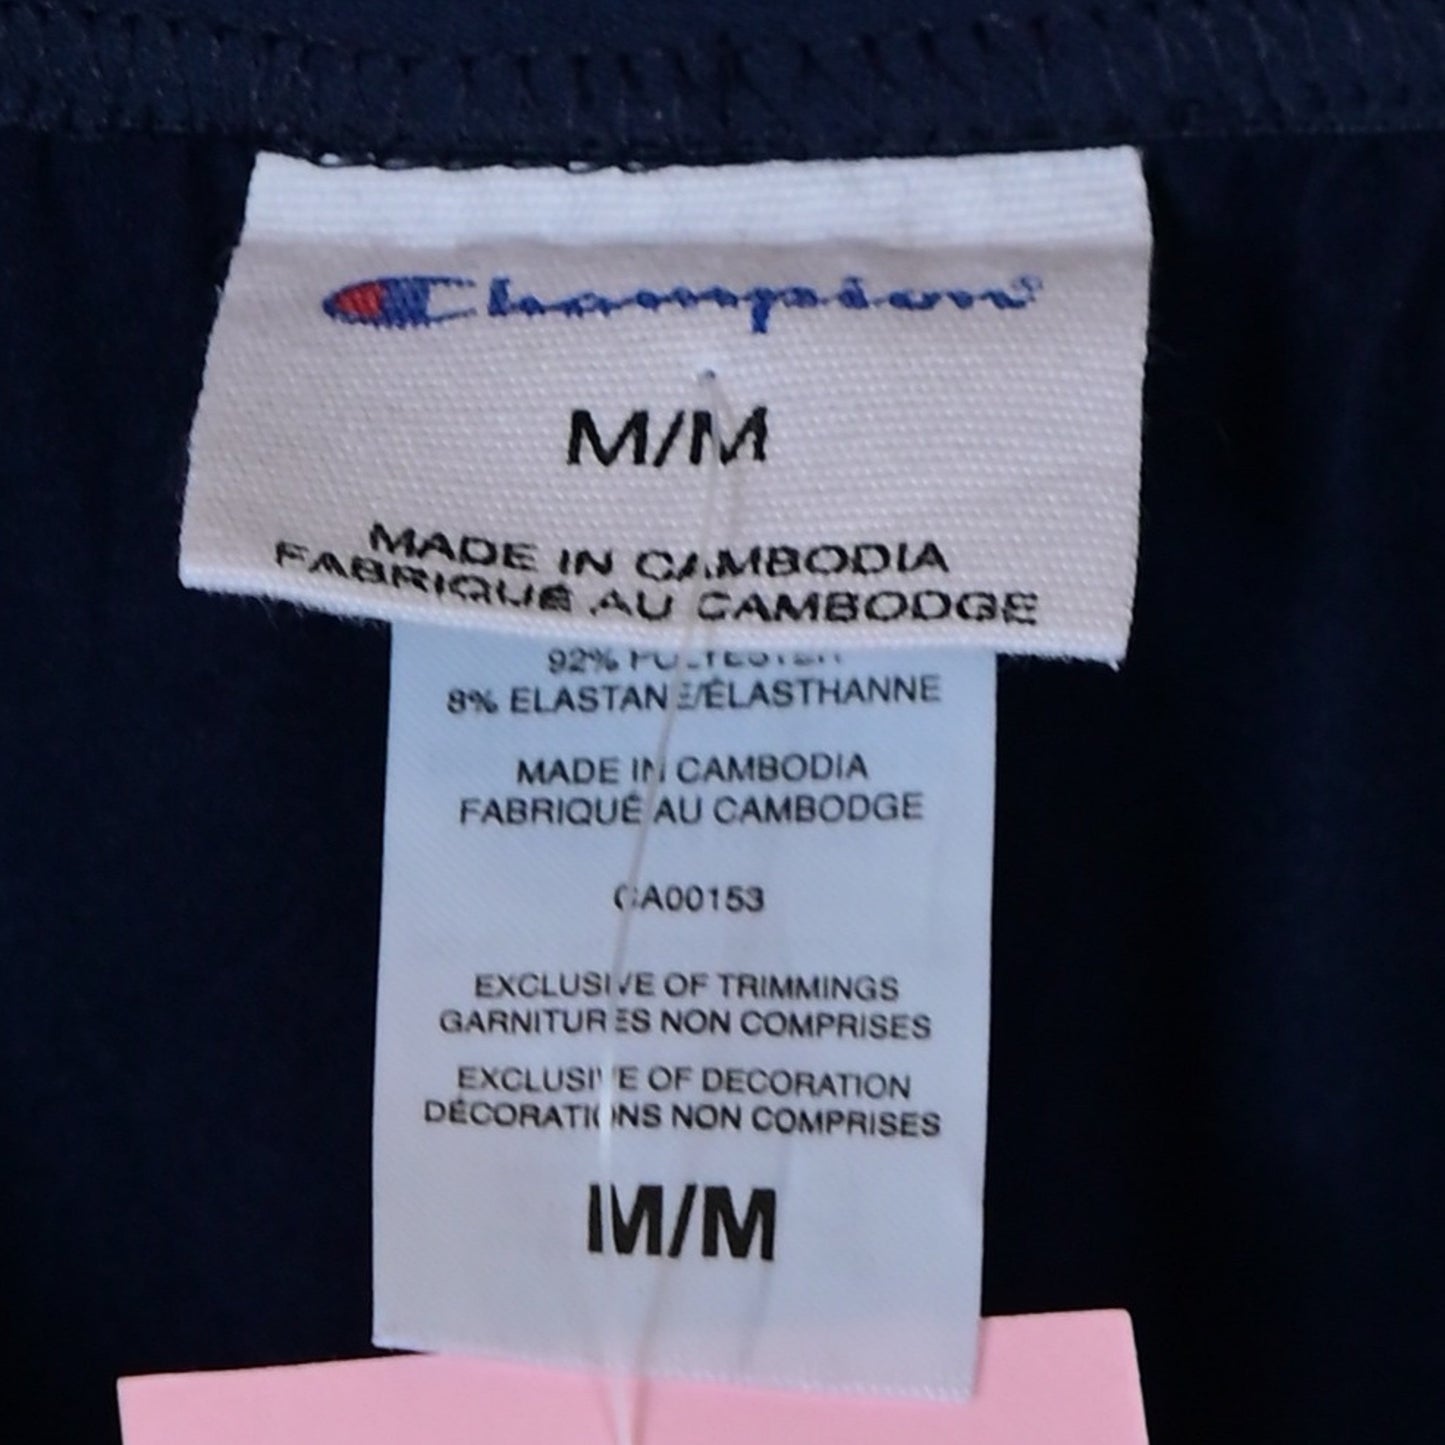 Champion®
M/M
MADE IN CAMBODIA
FABRIQUÉ AU CAMBODGE
92% POLYESTER
8% ELASTANE/ÉLASTHANNE
MADE IN CAMBODIA
FABRIQUÉ AU CAMBODGE
CA00153
EXCLUSIVE OF TRIMMINGS
GARNITURES NON COMPRISES
EXCLUSIVE OF DECORATION
DÉCORATIONS NON COMPRISES
M/M